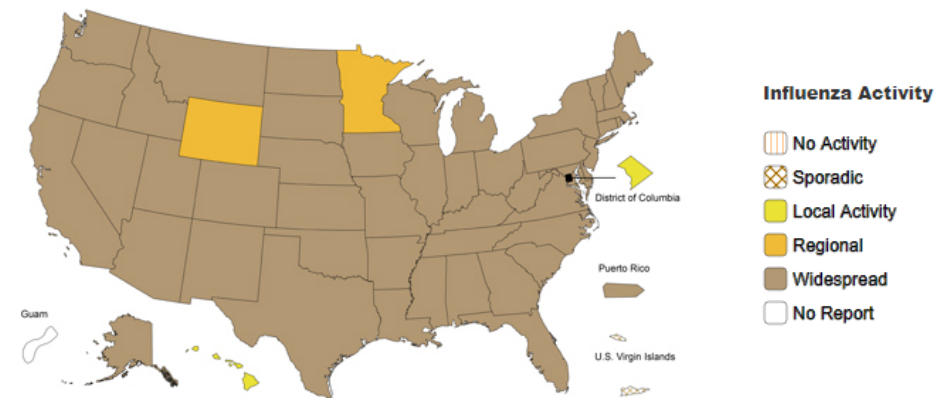 Influenza Activity
No Activity
Sporadic
Local Activity
Regional
Widespread
No Report
District of Columbia
Puerto Rico
U.S. Virgin Islands
Guam